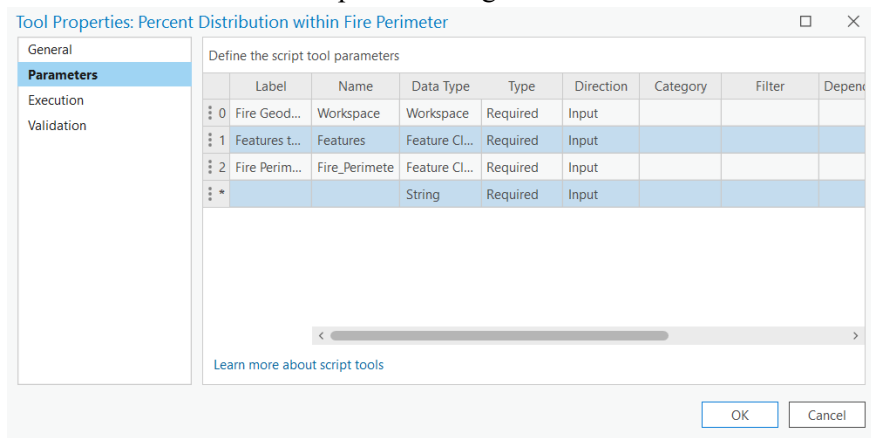 Tool Properties: Percent Distribution within Fire Perimeter
General
Parameters
Execution
Validation
Define the script tool parameters
Label Name Data Type Type Direction Category Filter Depend
0 Fire Geod... Workspace Workspace Required Input
1 Features t... Features Feature Cl... Required Input
2 Fire Perim... Fire_Perimete Feature Cl... Required Input
* String Required Input
Learn more about script tools
OK Cancel